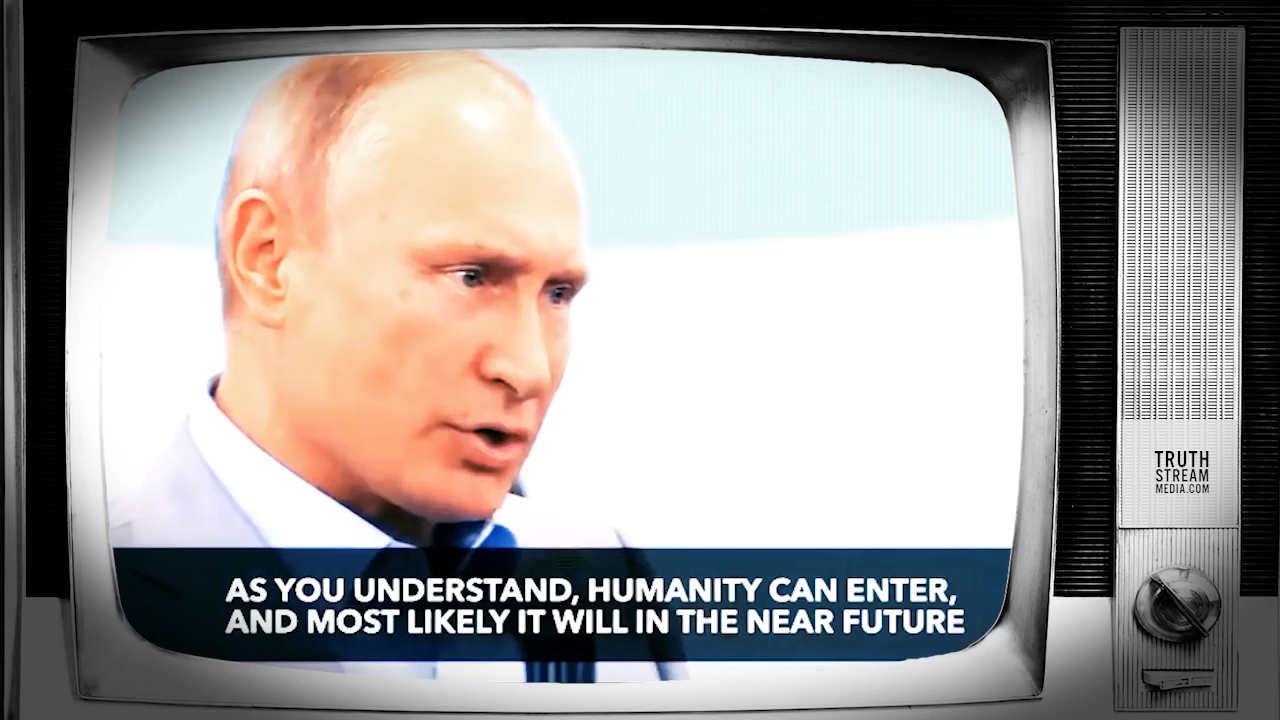 AS YOU UNDERSTAND, HUMANITY CAN ENTER,
AND MOST LIKELY IT WILL IN THE NEAR FUTURE
TRUTH
STREAM
MEDIA.COM